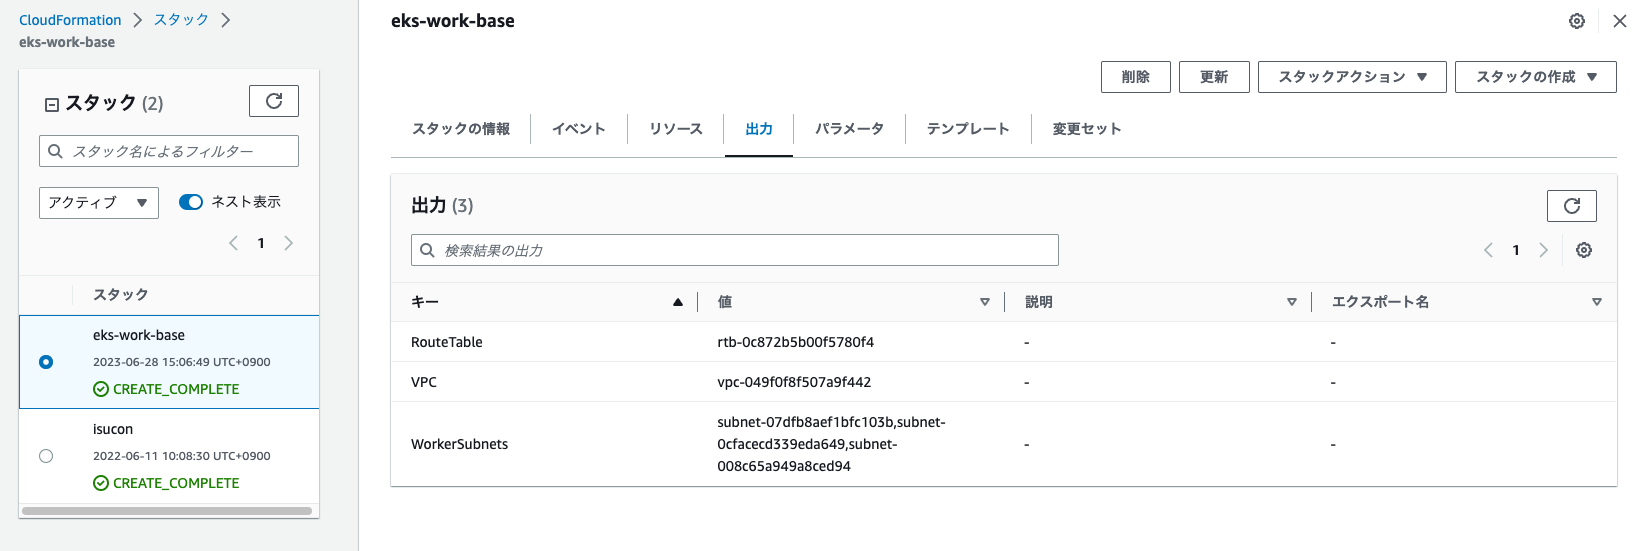 CloudFormation > スタック >
eks-work-base
スタック (2)
スタック名によるフィルター
アクティブ ▼ ネスト表示
< 1 >
スタック
eks-work-base
2023-06-28 15:06:49 UTC+0900
CREATE_COMPLETE
isucon
2022-06-11 10:08:30 UTC+0900
CREATE_COMPLETE
eks-work-base
削除 更新 スタックアクション ▼ スタックの作成 ▼
スタックの情報 イベント リソース 出力 パラメータ テンプレート 変更セット
出力 (3)
検索結果の出力
< 1 >
キー ▲ 値 ▽ 説明 ▽ エクスポート名 ▽
RouteTable rtb-0c872b5b00f5780f4 - -
VPC vpc-049f0f8f507a9f442 - -
WorkerSubnets subnet-07dfb8aef1bfc103b,subnet-
0cfacecd339eda649,subnet- - -
008c65a949a8ced94